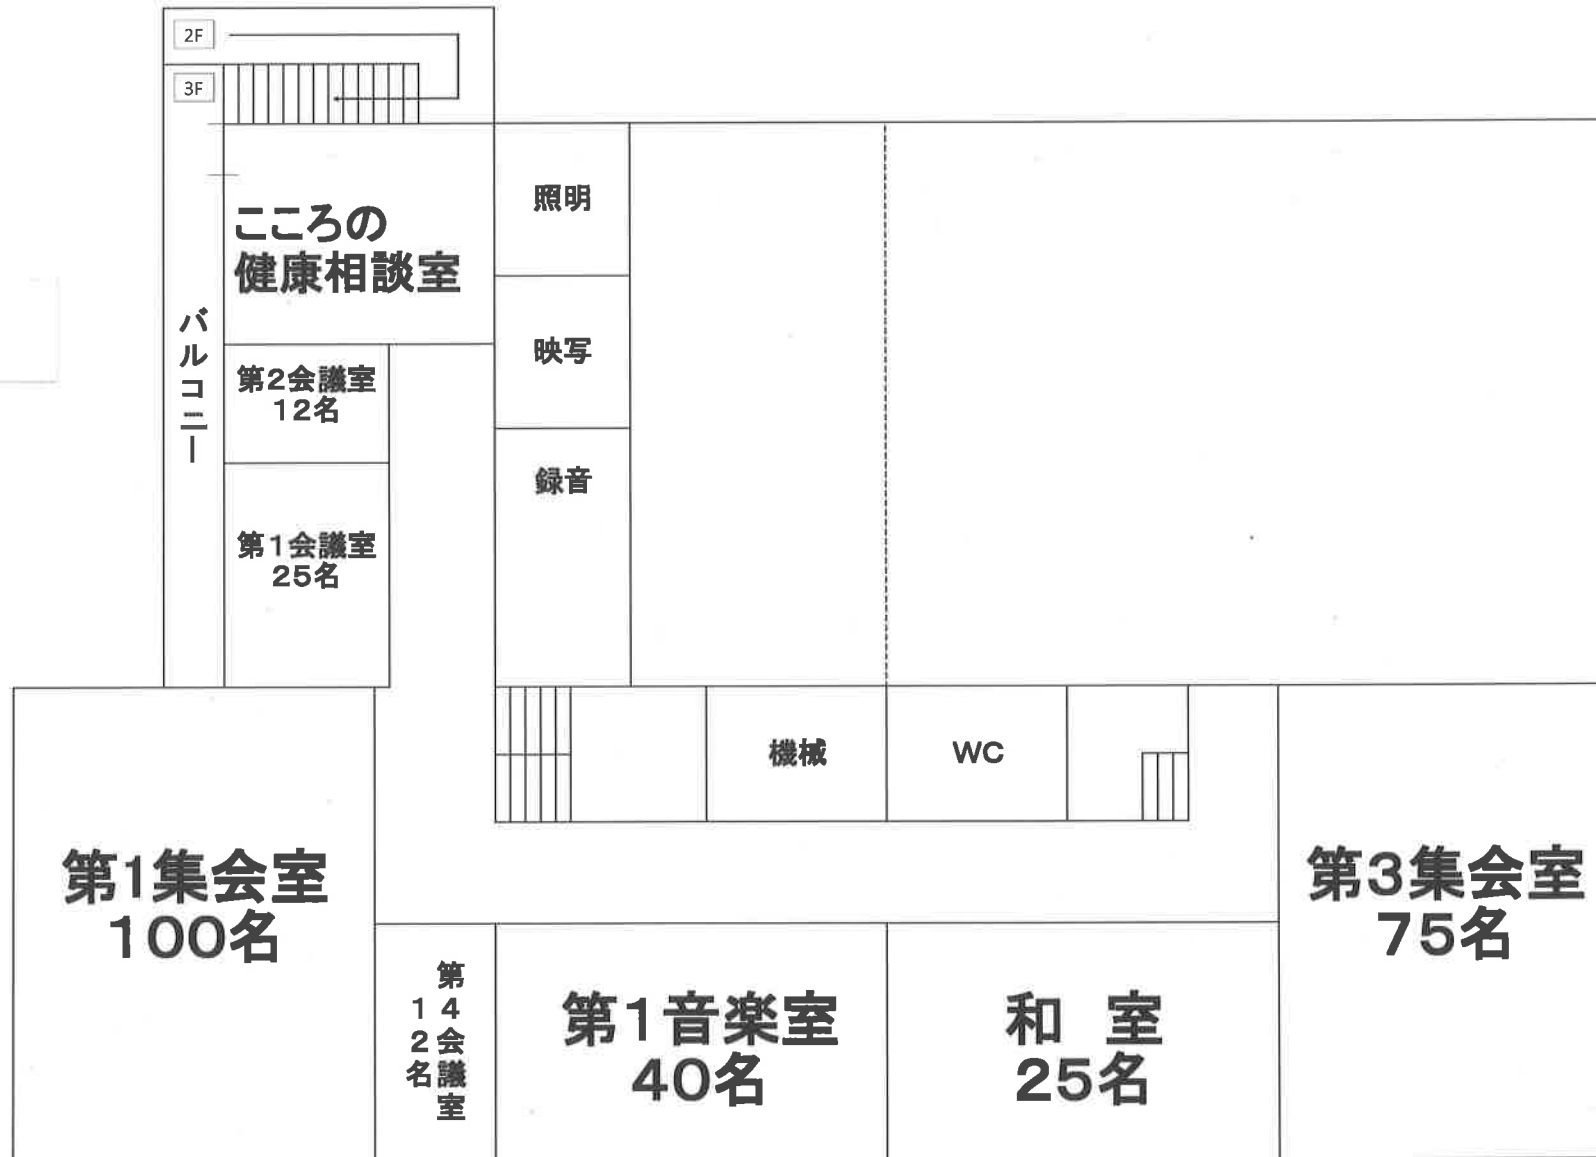 2F
3F
こころの
健康相談室
照明
映写
録音
バルコニー
第2会議室
12名
第1会議室
25名
機械
WC
第1集会室
100名
第3集会室
75名
第4会議室
12名
第1音楽室
40名
和 室
25名